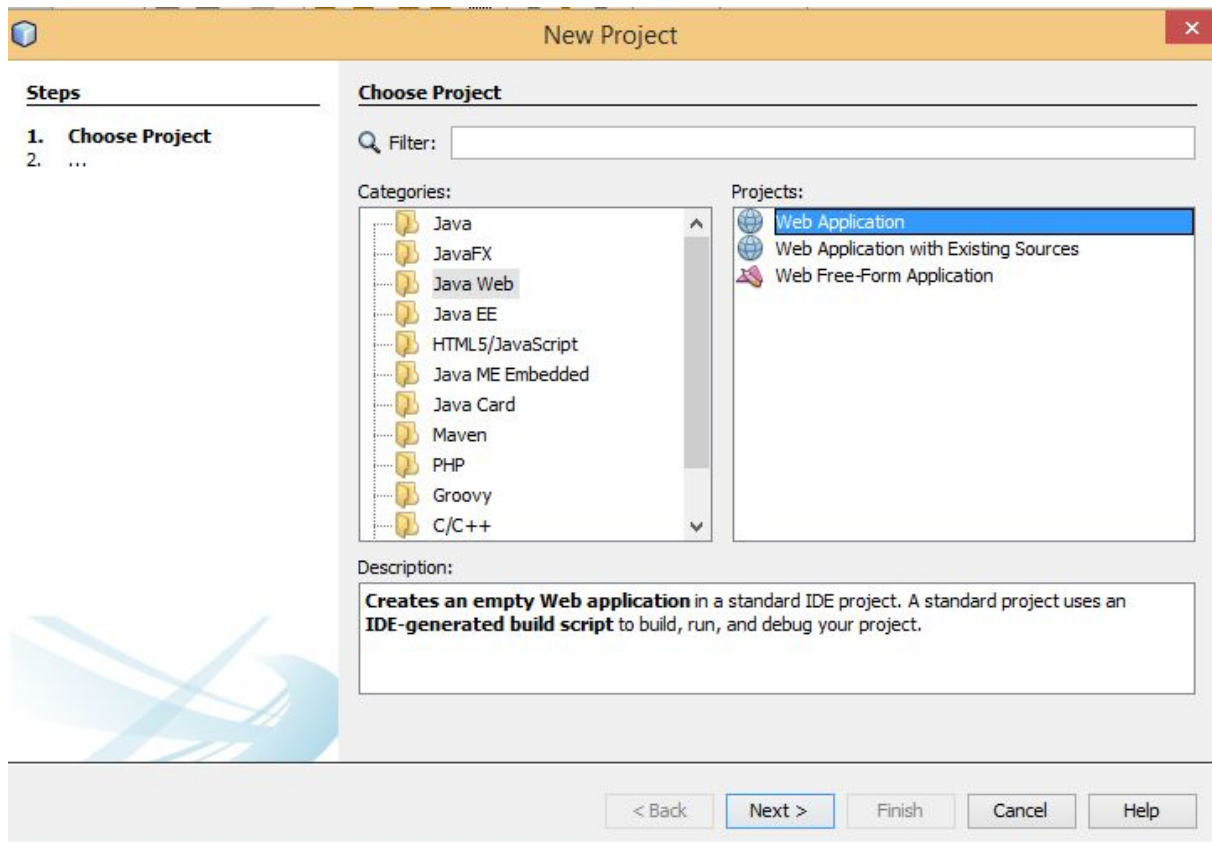 New Project
Steps
1. Choose Project
2. ...
Choose Project
Filter:
Categories:
Java
JavaFX
Java Web
Java EE
HTML5/JavaScript
Java ME Embedded
Java Card
Maven
PHP
Groovy
C/C++
Projects:
Web Application
Web Application with Existing Sources
Web Free-Form Application
Description:
Creates an empty Web application in a standard IDE project. A standard project uses an
IDE-generated build script to build, run, and debug your project.
< Back Next > Finish Cancel Help